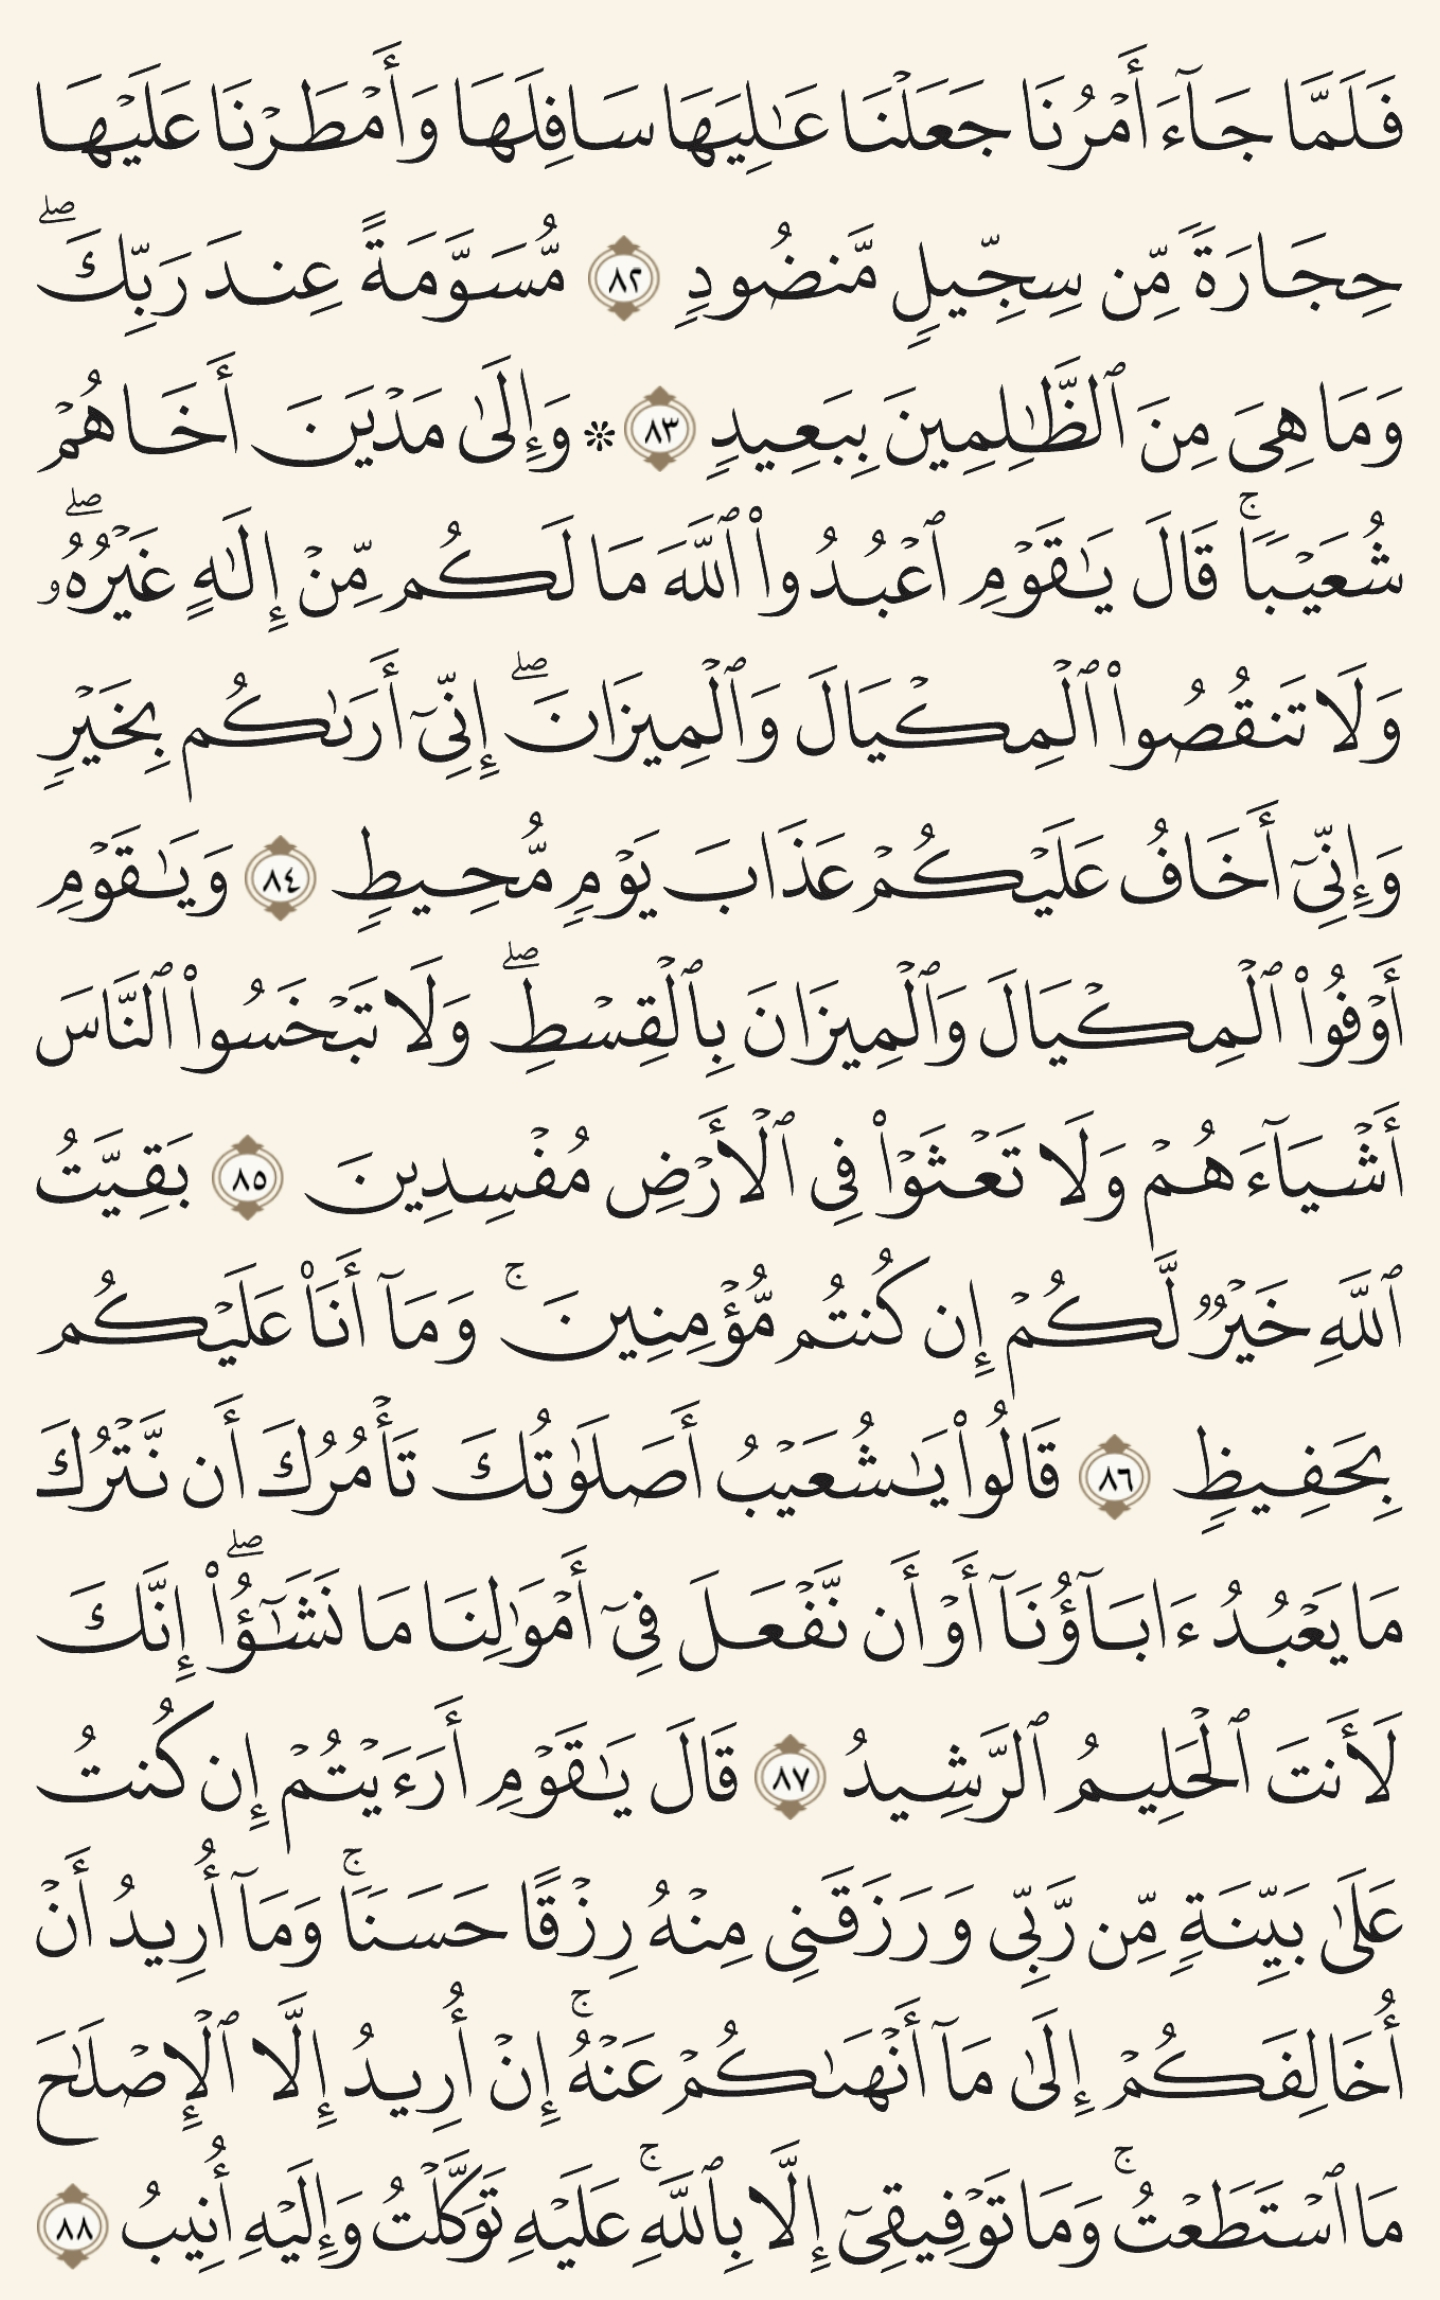 فَلَمَّا جَآءَ أَمۡرُنَا جَعَلۡنَا عَٰلِيَهَا سَافِلَهَا وَأَمۡطَرۡنَا عَلَيۡهَا
حِجَارَةٗ مِّن سِجِّيلٖ مَّنضُودٖ ٨٢ مُّسَوَّمَةً عِندَ رَبِّكَۖ
وَمَا هِيَ مِنَ ٱلظَّٰلِمِينَ بِبَعِيدٖ ٨٣ ۞ وَإِلَىٰ مَدۡيَنَ أَخَاهُمۡ
شُعَيۡبٗاۚ قَالَ يَٰقَوۡمِ ٱعۡبُدُواْ ٱللَّهَ مَا لَكُم مِّنۡ إِلَٰهٍ غَيۡرُهُۥۖ
وَلَا تَنقُصُواْ ٱلۡمِكۡيَالَ وَٱلۡمِيزَانَۖ إِنِّيٓ أَرَىٰكُم بِخَيۡرٖ
وَإِنِّيٓ أَخَافُ عَلَيۡكُمۡ عَذَابَ يَوۡمٖ مُّحِيطٖ ٨٤ وَيَٰقَوۡمِ
أَوۡفُواْ ٱلۡمِكۡيَالَ وَٱلۡمِيزَانَ بِٱلۡقِسۡطِۖ وَلَا تَبۡخَسُواْ ٱلنَّاسَ
أَشۡيَآءَهُمۡ وَلَا تَعۡثَوۡاْ فِي ٱلۡأَرۡضِ مُفۡسِدِينَ ٨٥ بَقِيَّتُ
ٱللَّهِ خَيۡرٞ لَّكُمۡ إِن كُنتُم مُّؤۡمِنِينَۚ وَمَآ أَنَا۠ عَلَيۡكُم
بِحَفِيظٖ ٨٦ قَالُواْ يَٰشُعَيۡبُ أَصَلَوٰتُكَ تَأۡمُرُكَ أَن نَّتۡرُكَ
مَا يَعۡبُدُ ءَابَآؤُنَآ أَوۡ أَن نَّفۡعَلَ فِيٓ أَمۡوَٰلِنَا مَا نَشَٰٓؤُاْۖ إِنَّكَ
لَأَنتَ ٱلۡحَلِيمُ ٱلرَّشِيدُ ٨٧ قَالَ يَٰقَوۡمِ أَرَءَيۡتُمۡ إِن كُنتُ
عَلَىٰ بَيِّنَةٖ مِّن رَّبِّي وَرَزَقَنِي مِنۡهُ رِزۡقًا حَسَنٗاۚ وَمَآ أُرِيدُ أَنۡ
أُخَالِفَكُمۡ إِلَىٰ مَآ أَنۡهَىٰكُمۡ عَنۡهُۚ إِنۡ أُرِيدُ إِلَّا ٱلۡإِصۡلَٰحَ
مَا ٱسۡتَطَعۡتُۚ وَمَا تَوۡفِيقِيٓ إِلَّا بِٱللَّهِۚ عَلَيۡهِ تَوَكَّلۡتُ وَإِلَيۡهِ أُنِيبُ ٨٨